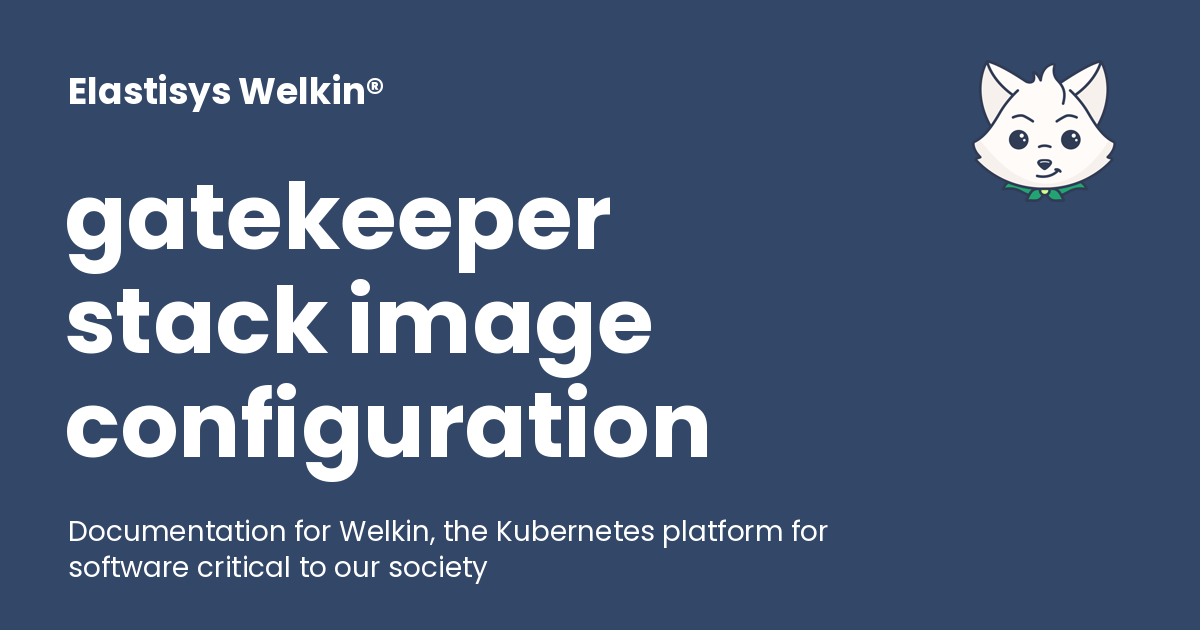 Elastisys Welkin®
gatekeeper
stack image
configuration
Documentation for Welkin, the Kubernetes platform for
software critical to our society